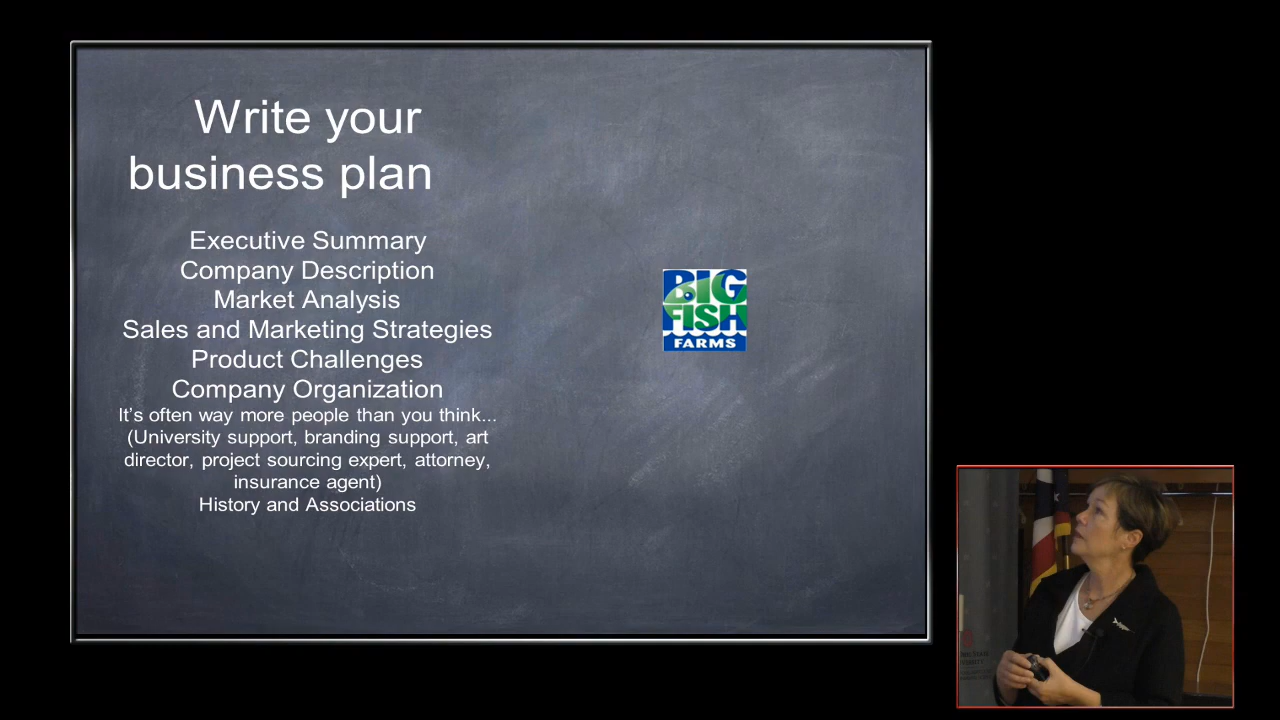 Write your
business plan
Executive Summary
Company Description
Market Analysis
Sales and Marketing Strategies
Product Challenges
Company Organization
It's often way more people than you think...
(University support, branding support, art
director, project sourcing expert, attorney,
insurance agent)
History and Associations
BIG
FISH
FARMS